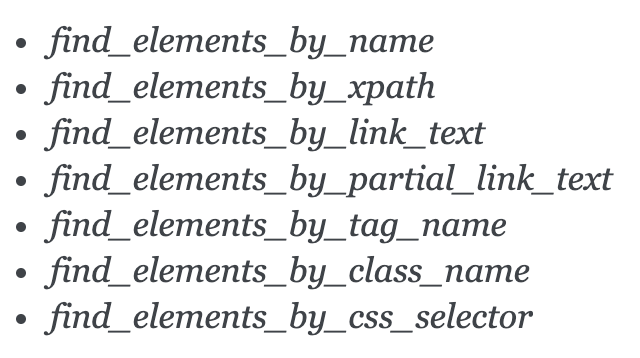 • find_elements_by_name
• find_elements_by_xpath
• find_elements_by_link_text
• find_elements_by_partial_link_text
• find_elements_by_tag_name
• find_elements_by_class_name
• find_elements_by_css_selector